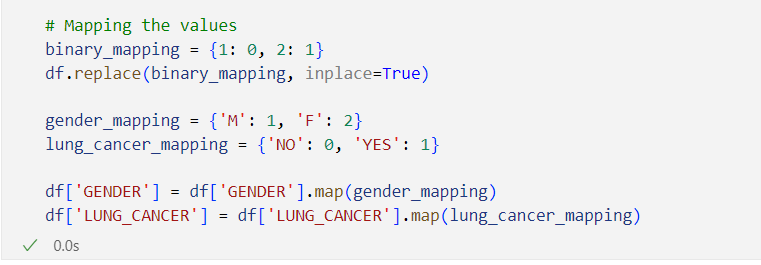 # Mapping the values
binary_mapping = {1: 0, 2: 1}
df.replace(binary_mapping, inplace=True)
gender_mapping = {'M': 1, 'F': 2}
lung_cancer_mapping = {'NO': 0, 'YES': 1}
df['GENDER'] = df['GENDER'].map(gender_mapping)
df['LUNG_CANCER'] = df['LUNG_CANCER'].map(lung_cancer_mapping)
0.0s